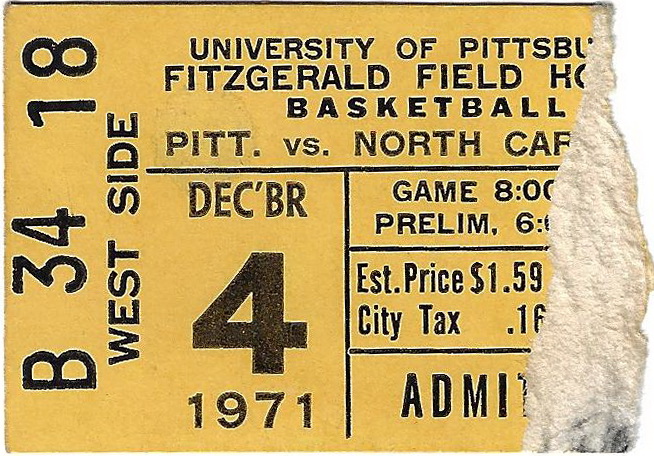 B 34 18
WEST SIDE
UNIVERSITY OF PITTSBU
FITZGERALD FIELD HO
BASKETBALL
PITT. vs. NORTH CAR
DEC'BR
4
1971
GAME 8:00
PRELIM, 6:0
Est. Price $1.59
City Tax .16
ADMIT